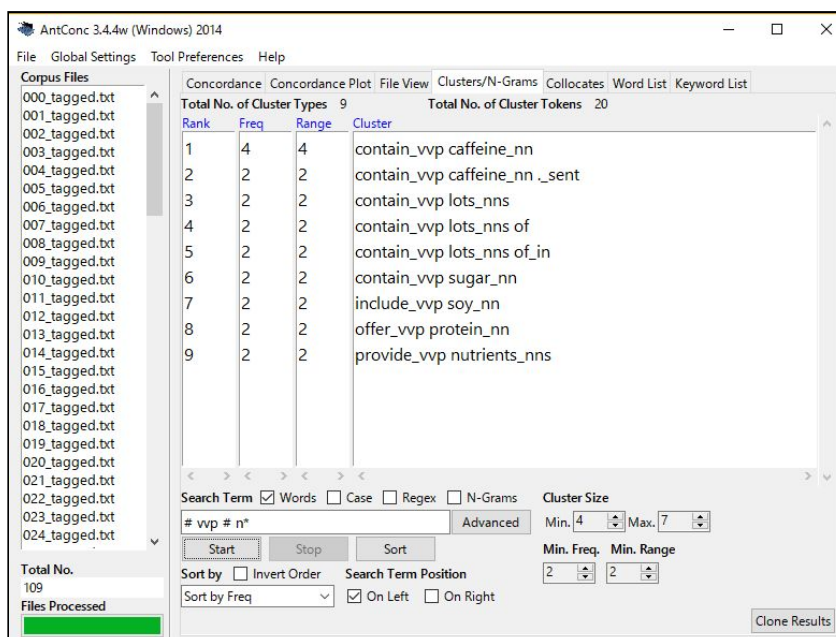 AntConc 3.4.4w (Windows) 2014
File Global Settings Tool Preferences Help
Corpus Files
000_tagged.txt
001_tagged.txt
002_tagged.txt
003_tagged.txt
004_tagged.txt
005_tagged.txt
006_tagged.txt
007_tagged.txt
008_tagged.txt
009_tagged.txt
010_tagged.txt
011_tagged.txt
012_tagged.txt
013_tagged.txt
014_tagged.txt
015_tagged.txt
016_tagged.txt
017_tagged.txt
018_tagged.txt
019_tagged.txt
020_tagged.txt
021_tagged.txt
022_tagged.txt
023_tagged.txt
024_tagged.txt
Total No.
109
Files Processed
Concordance Concordance Plot File View Clusters/N-Grams Collocates Word List Keyword List
Total No. of Cluster Types 9 Total No. of Cluster Tokens 20
Rank Freq Range Cluster
1 4 4 contain_vvp caffeine_nn
2 2 2 contain_vvp caffeine_nn ._sent
3 2 2 contain_vvp lots_nns
4 2 2 contain_vvp lots_nns of
5 2 2 contain_vvp lots_nns of_in
6 2 2 contain_vvp sugar_nn
7 2 2 include_vvp soy_nn
8 2 2 offer_vvp protein_nn
9 2 2 provide_vvp nutrients_nns
Search Term Words Case Regex N-Grams Cluster Size
# vvp # n* Advanced Min. 4 Max. 7
Start Stop Sort Min. Freq. Min. Range
Sort by Invert Order Search Term Position 2 2
Sort by Freq On Left On Right
Clone Results